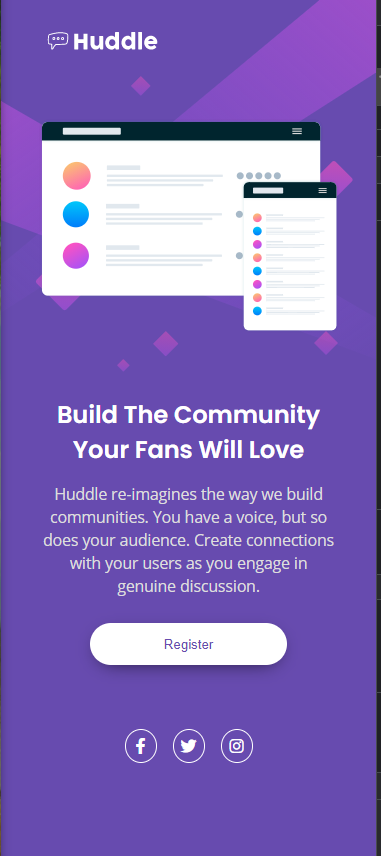 Huddle
Build The Community
Your Fans Will Love
Huddle re-imagines the way we build
communities. You have a voice, but so
does your audience. Create connections
with your users as you engage in
genuine discussion.
Register